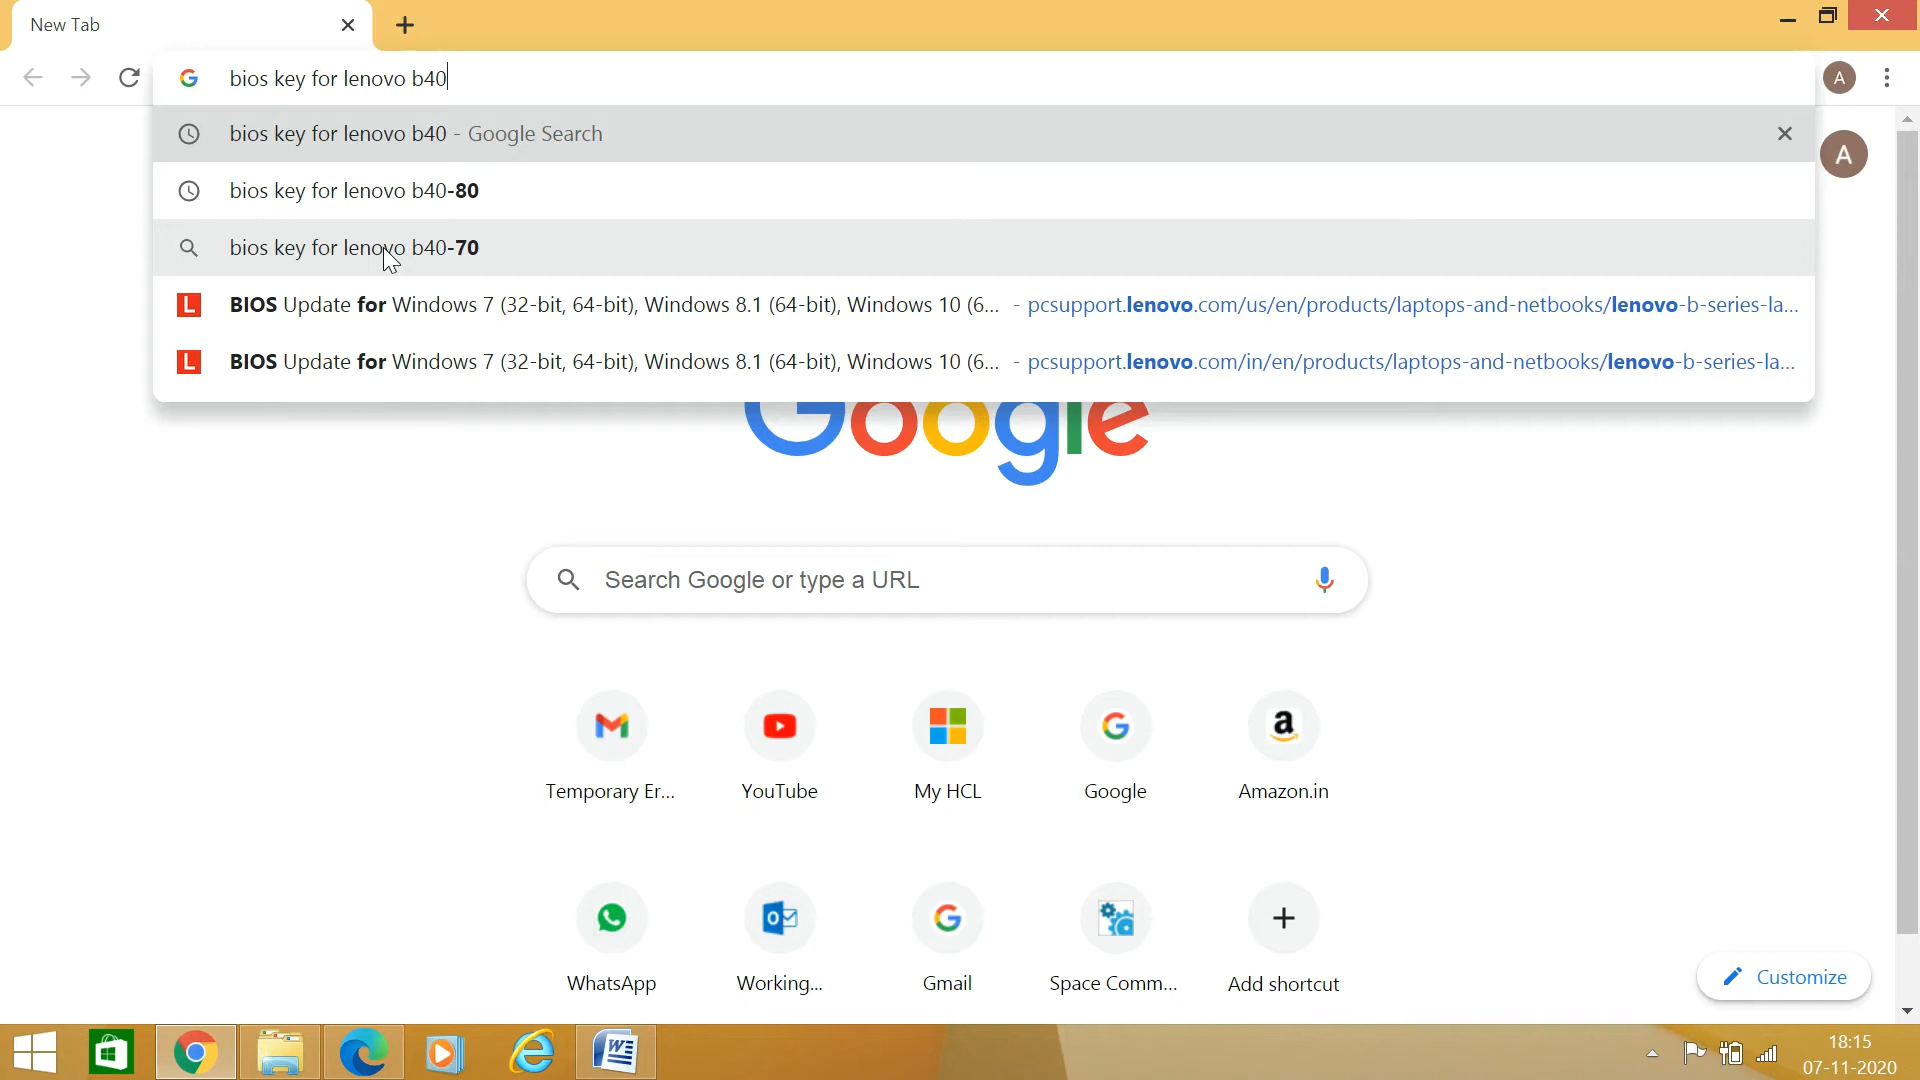 New Tab
bios key for lenovo b40
A
bios key for lenovo b40 - Google Search
A
bios key for lenovo b40-80
bios key for lenovo b40-70
L BIOS Update for Windows 7 (32-bit, 64-bit), Windows 8.1 (64-bit), Windows 10 (6... - pcsupport.lenovo.com/us/en/products/laptops-and-netbooks/lenovo-b-series-la...
L BIOS Update for Windows 7 (32-bit, 64-bit), Windows 8.1 (64-bit), Windows 10 (6... - pcsupport.lenovo.com/in/en/products/laptops-and-netbooks/lenovo-b-series-la...
Google
Search Google or type a URL
Temporary Er... YouTube My HCL Google Amazon.in
WhatsApp Working... Gmail Space Comm... Add shortcut
Customize
18:15
07-11-2020